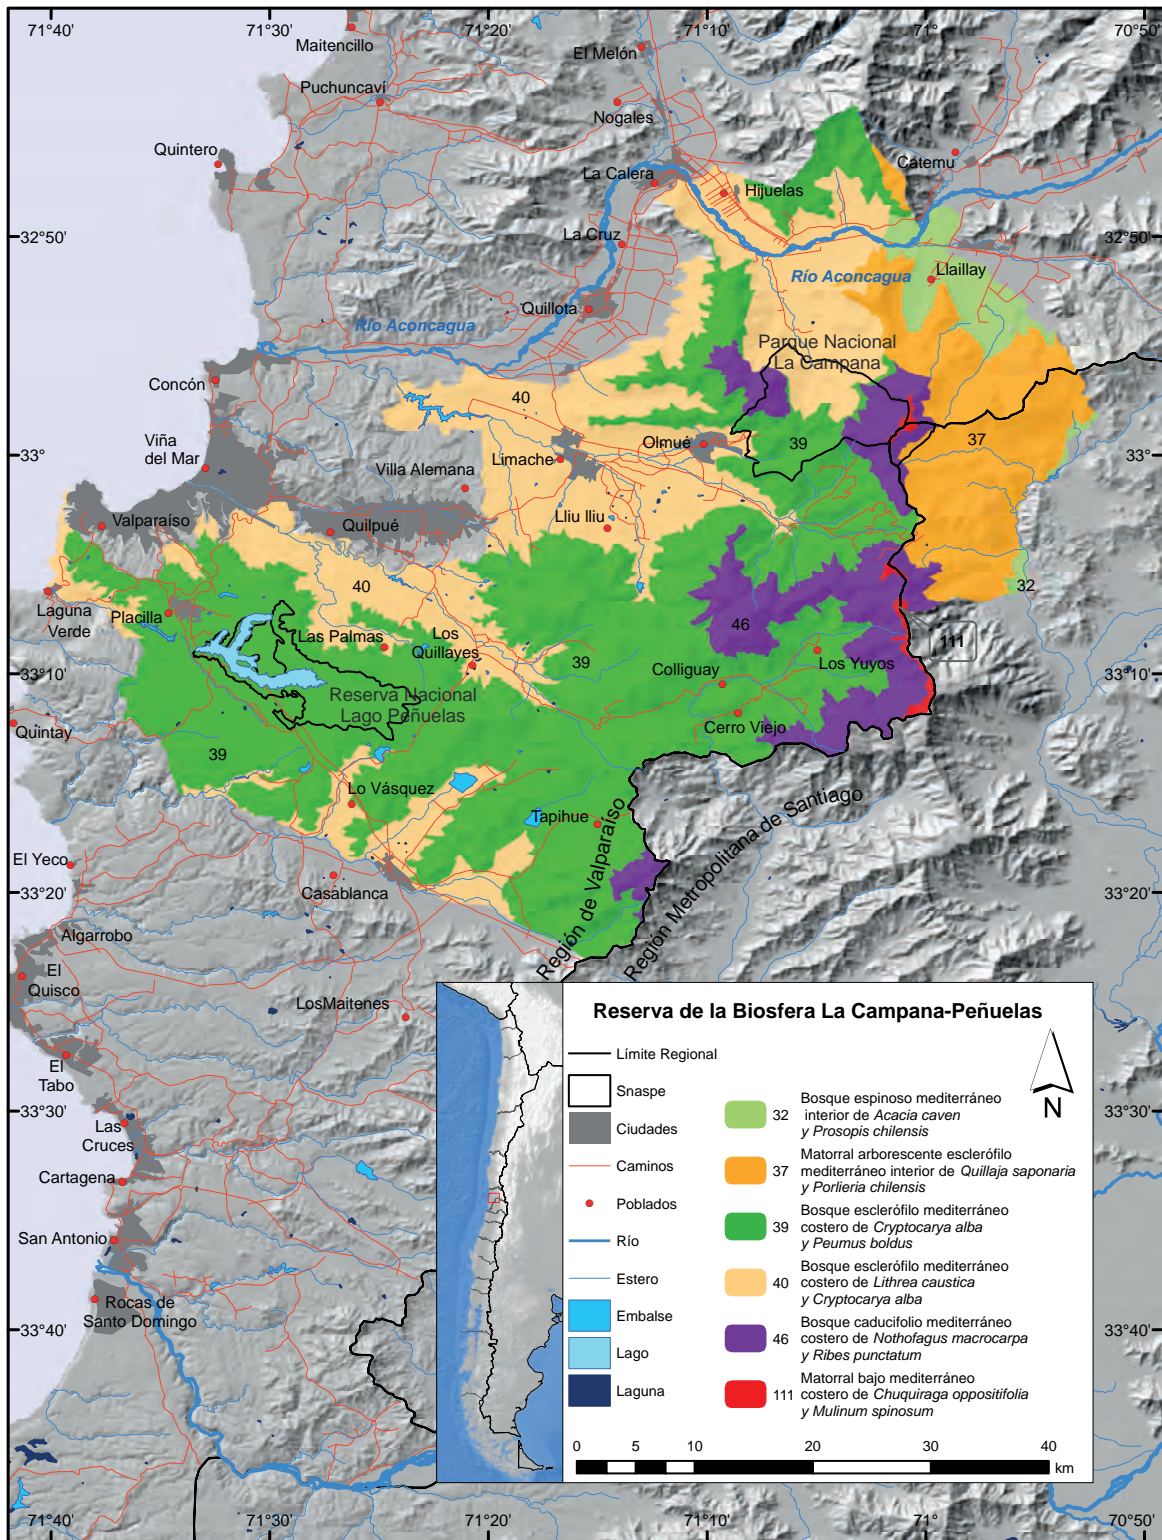 71°40'
71°30'
71°20'
71°10'
71°
70°50'
Maitencillo
El Melón
Puchuncaví
Nogales
Quintero
La Calera
Catemu
Hijuelas
La Cruz
32°50'
32°50'
Río Aconcagua
Llaillay
Quillota
Río Aconcagua
Parque Nacional
La Campana
Concón
40
Viña
del Mar
Olmué
39
37
33°
33°
Limache
Villa Alemana
Valparaíso
Quilpué
Lliu lliu
40
32
Laguna
Verde
Placilla
46
Las Palmas
Los
Quillayes
39
111
Los Yuyos
Colliguay
33°10'
33°10'
Reserva Nacional
Lago Peñuelas
Quintay
Cerro Viejo
39
Lo Vásquez
Tapihue
Región de Valparaíso
Región Metropolitana de Santiago
El Yeco
Casablanca
33°20'
33°20'
Algarrobo
El
Quisco
LosMaitenes
El
Tabo
33°30'
33°30'
Las
Cruces
Cartagena
San Antonio
Rocas de
Santo Domingo
33°40'
33°40'
Reserva de la Biosfera La Campana-Peñuelas
Límite Regional
Snaspe
Ciudades
Caminos
Poblados
Río
Estero
Embalse
Lago
Laguna
N
32
Bosque espinoso mediterráneo
interior de Acacia caven
y Prosopis chilensis
37
Matorral arborescente esclerófilo
mediterráneo interior de Quillaja saponaria
y Porlieria chilensis
39
Bosque esclerófilo mediterráneo
costero de Cryptocarya alba
y Peumus boldus
40
Bosque esclerófilo mediterráneo
costero de Lithrea caustica
y Cryptocarya alba
46
Bosque caducifolio mediterráneo
costero de Nothofagus macrocarpa
y Ribes punctatum
111
Matorral bajo mediterráneo
costero de Chuquiraga oppositifolia
y Mulinum spinosum
0 5 10 20 30 40
km
71°40'
71°30'
71°20'
71°10'
71°
70°50'